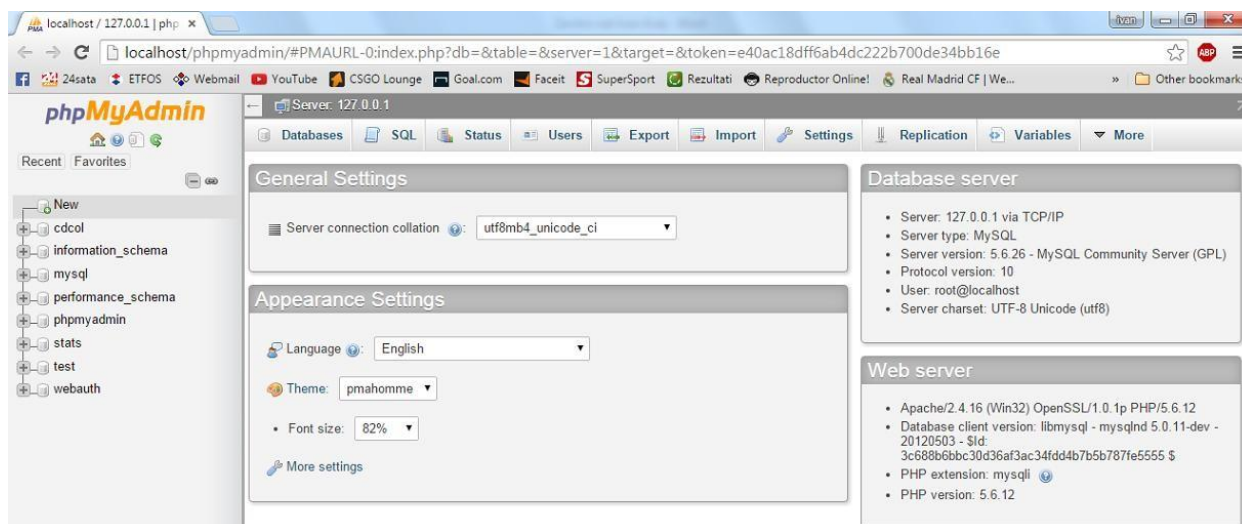 localhost / 127.0.0.1 | php
ivan
localhost/phpmyadmin/#PMAURL-0:index.php?db=&table=&server=1&target=&token=e40ac18dff6ab4dc222b700de34bb16e
ABP
24sata ETFOS Webmail YouTube CSGO Lounge Goal.com Faceit SuperSport Rezultati Reproductor Online! Real Madrid CF | We... » Other bookmark
phpMyAdmin
Recent Favorites
New
cdcol
information_schema
mysql
performance_schema
phpmyadmin
stats
test
webauth
Server: 127.0.0.1
Databases SQL Status Users Export Import Settings Replication Variables More
General Settings
Server connection collation : utf8mb4_unicode_ci
Appearance Settings
Language : English
Theme: pmahomme
• Font size: 82%
More settings
Database server
• Server: 127.0.0.1 via TCP/IP
• Server type: MySQL
• Server version: 5.6.26 - MySQL Community Server (GPL)
• Protocol version: 10
• User: root@localhost
• Server charset: UTF-8 Unicode (utf8)
Web server
• Apache/2.4.16 (Win32) OpenSSL/1.0.1p PHP/5.6.12
• Database client version: libmysql - mysqlnd 5.0.11-dev -
20120503 - $Id:
3c688b6bbc30d36af3ac34fdd4b7b5b787fe5555 $
• PHP extension: mysqli
• PHP version: 5.6.12